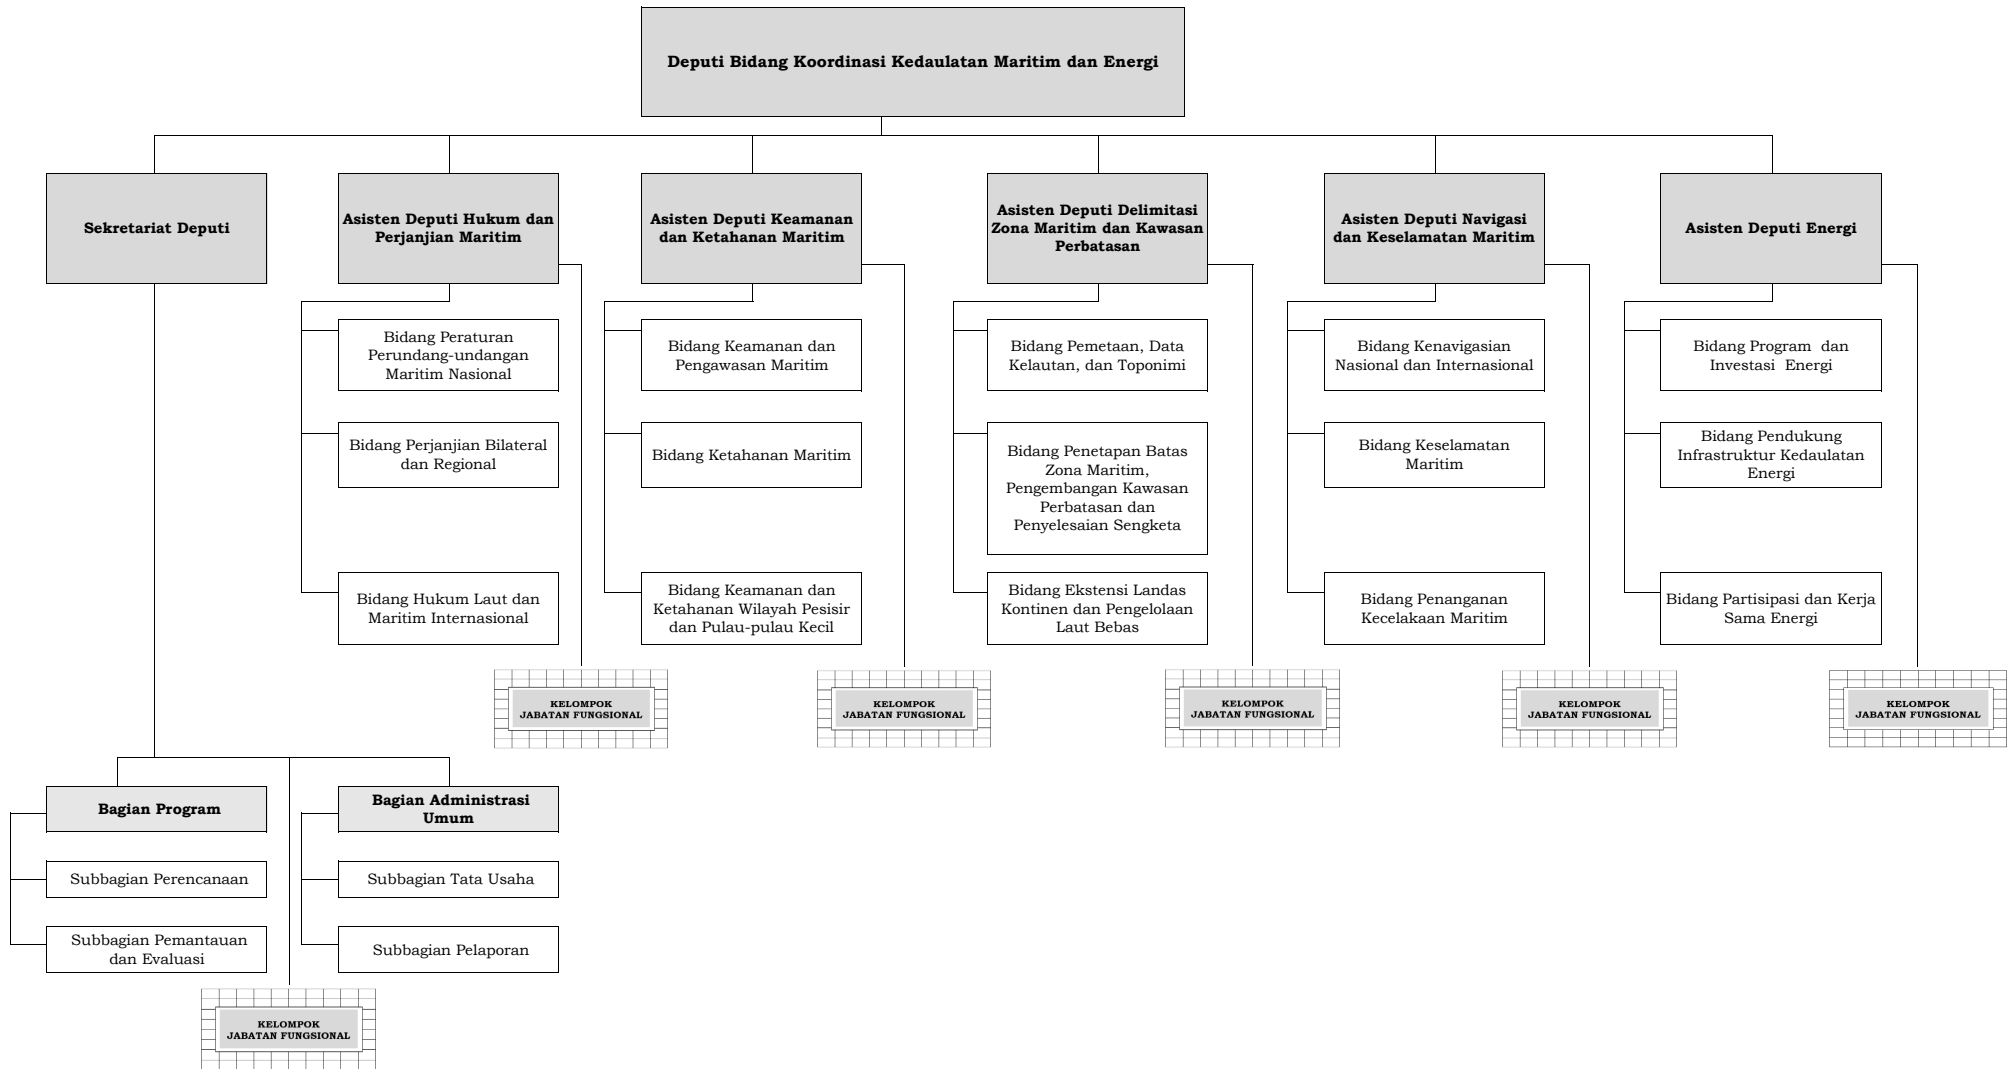 Deputi Bidang Koordinasi Kedaulatan Maritim dan Energi
Sekretariat Deputi
Asisten Deputi Hukum dan
Perjanjian Maritim
Asisten Deputi Keamanan
dan Ketahanan Maritim
Asisten Deputi Delimitasi
Zona Maritim dan Kawasan
Perbatasan
Asisten Deputi Navigasi
dan Keselamatan Maritim
Asisten Deputi Energi
Bidang Peraturan
Perundang-undangan
Maritim Nasional
Bidang Keamanan dan
Pengawasan Maritim
Bidang Pemetaan, Data
Kelautan, dan Toponimi
Bidang Kenavigasian
Nasional dan Internasional
Bidang Program dan
Investasi Energi
Bidang Perjanjian Bilateral
dan Regional
Bidang Ketahanan Maritim
Bidang Penetapan Batas
Zona Maritim,
Pengembangan Kawasan
Perbatasan dan
Penyelesaian Sengketa
Bidang Keselamatan
Maritim
Bidang Pendukung
Infrastruktur Kedaulatan
Energi
Bidang Hukum Laut dan
Maritim Internasional
Bidang Keamanan dan
Ketahanan Wilayah Pesisir
dan Pulau-pulau Kecil
Bidang Ekstensi Landas
Kontinen dan Pengelolaan
Laut Bebas
Bidang Penanganan
Kecelakaan Maritim
Bidang Partisipasi dan Kerja
Sama Energi
KELOMPOK
JABATAN FUNGSIONAL
KELOMPOK
JABATAN FUNGSIONAL
KELOMPOK
JABATAN FUNGSIONAL
KELOMPOK
JABATAN FUNGSIONAL
KELOMPOK
JABATAN FUNGSIONAL
Bagian Program
Bagian Administrasi
Umum
Subbagian Perencanaan
Subbagian Tata Usaha
Subbagian Pemantauan
dan Evaluasi
Subbagian Pelaporan
KELOMPOK
JABATAN FUNGSIONAL